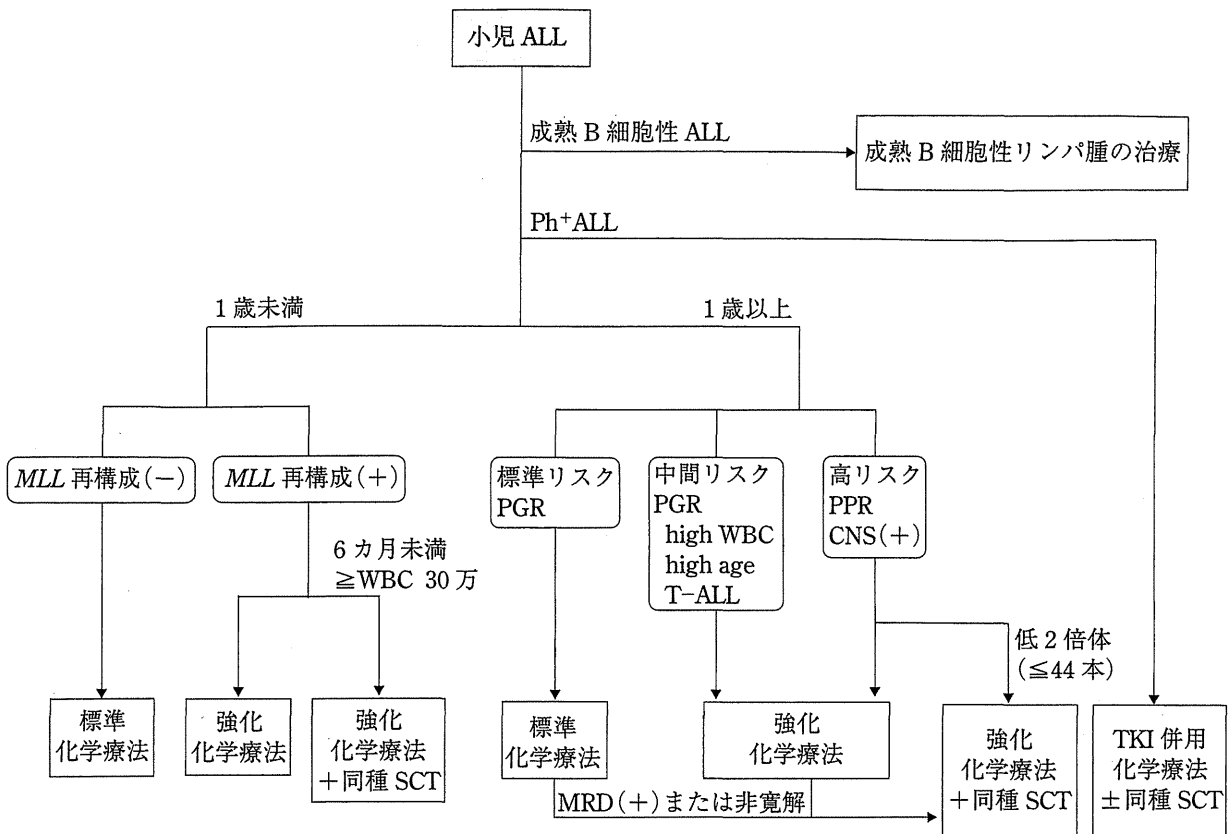 小児 ALL
成熟 B 細胞性 ALL
成熟 B 細胞性リンパ腫の治療
Ph⁺ALL
1 歳未満
1 歳以上
MLL 再構成(−)
MLL 再構成(+)
標準リスク
PGR
中間リスク
PGR
high WBC
high age
T-ALL
高リスク
PPR
CNS(+)
6 カ月未満
≧WBC 30 万
低 2 倍体
(≦44 本)
標準
化学療法
強化
化学療法
強化
化学療法
+同種 SCT
標準
化学療法
強化
化学療法
強化
化学療法
+同種 SCT
TKI 併用
化学療法
±同種 SCT
MRD(+)または非寛解